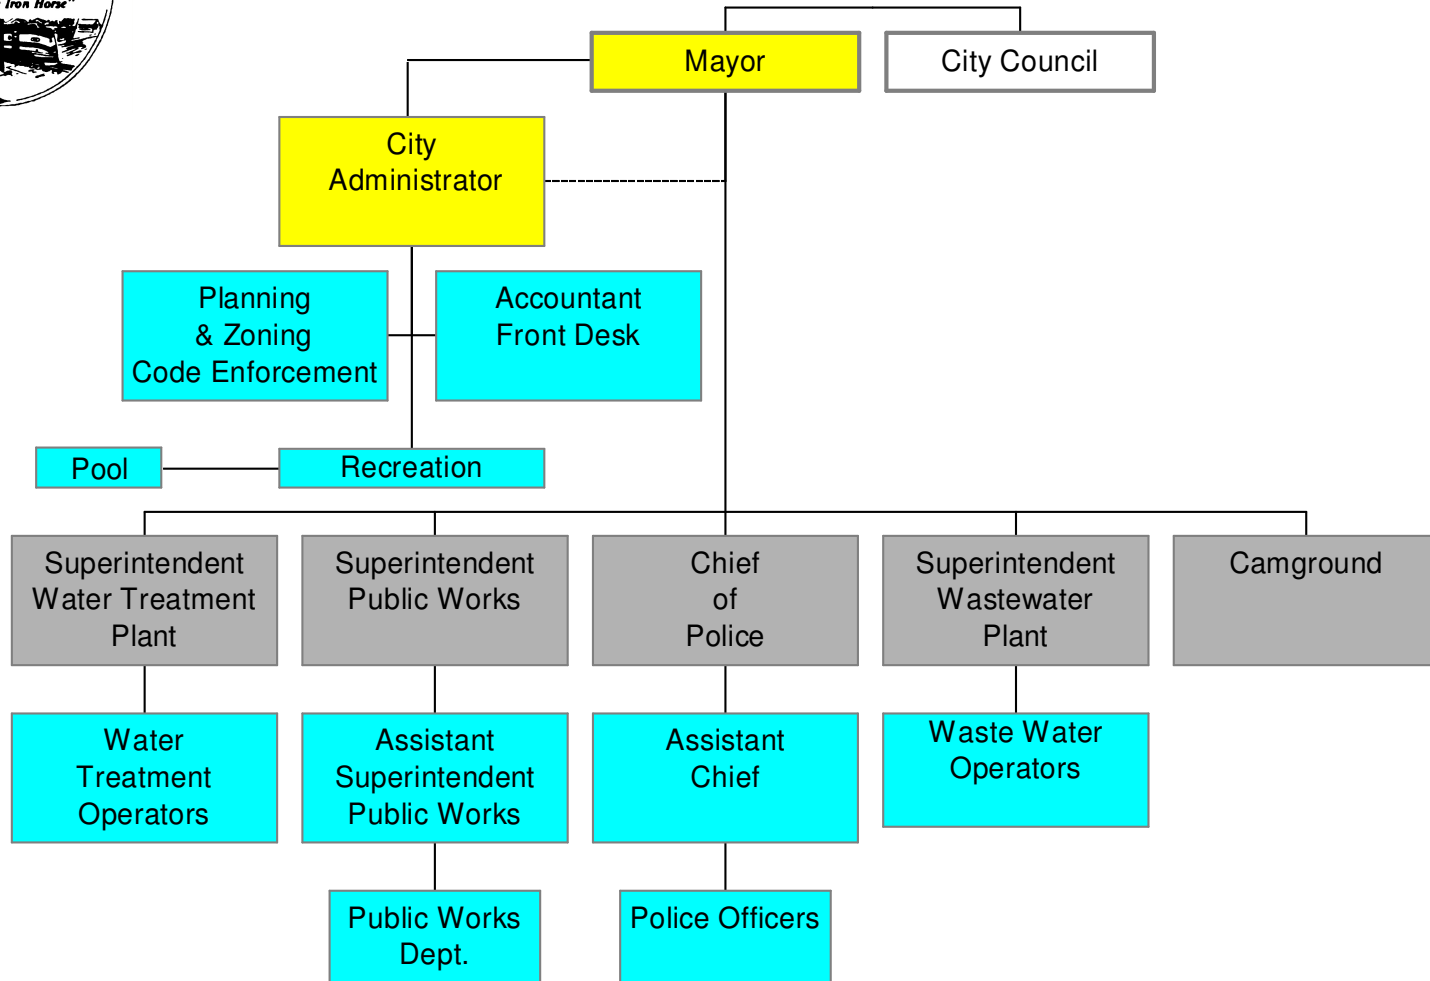 Iron Horse"
Mayor
City Council
City
Administrator
Planning
& Zoning
Code Enforcement
Accountant
Front Desk
Pool
Recreation
Superintendent
Water Treatment
Plant
Superintendent
Public Works
Chief
of
Police
Superintendent
Wastewater
Plant
Camground
Water
Treatment
Operators
Assistant
Superintendent
Public Works
Assistant
Chief
Waste Water
Operators
Public Works
Dept.
Police Officers